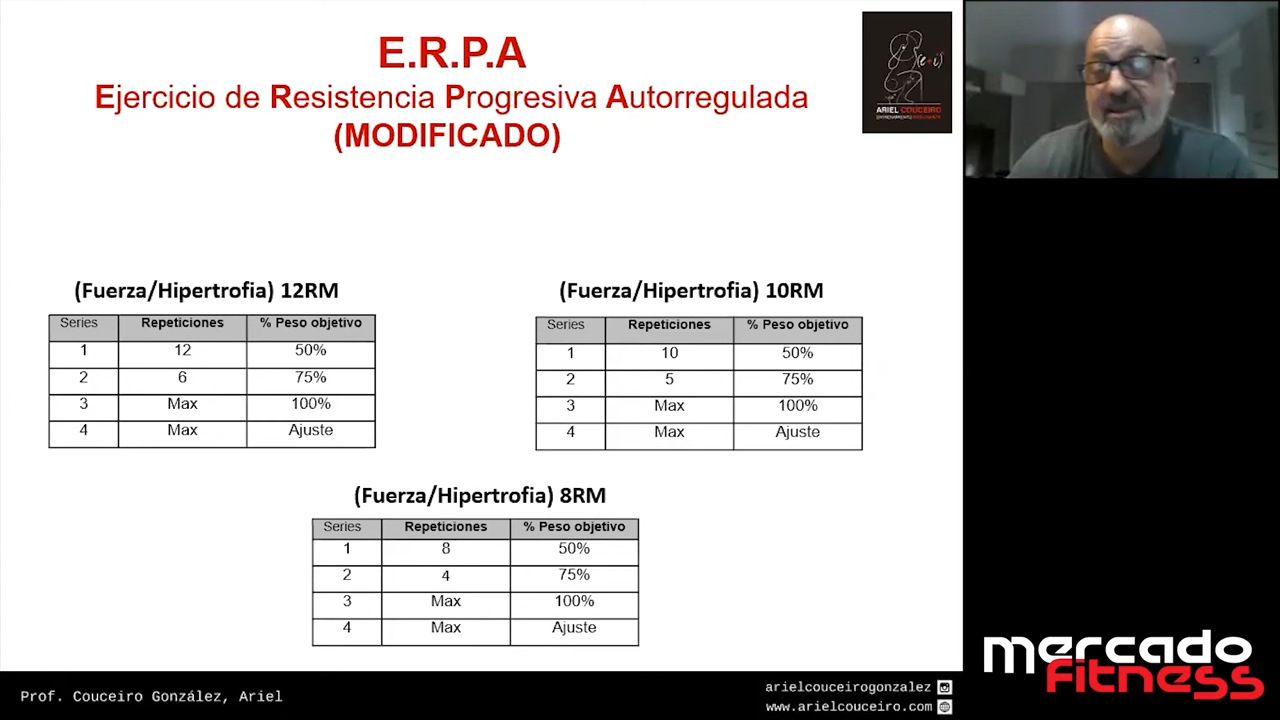 E.R.P.A
Ejercicio de Resistencia Progresiva Autorregulada
(MODIFICADO)
ARIEL COUCEIRO
(Fuerza/Hipertrofia) 12RM
Series Repeticiones % Peso objetivo
1 12 50%
2 6 75%
3 Max 100%
4 Max Ajuste
(Fuerza/Hipertrofia) 10RM
Series Repeticiones % Peso objetivo
1 10 50%
2 5 75%
3 Max 100%
4 Max Ajuste
(Fuerza/Hipertrofia) 8RM
Series Repeticiones % Peso objetivo
1 8 50%
2 4 75%
3 Max 100%
4 Max Ajuste
Prof. Couceiro González, Ariel
arielcouceirogonzalez
www.arielcouceiro.com
mercado
fitness